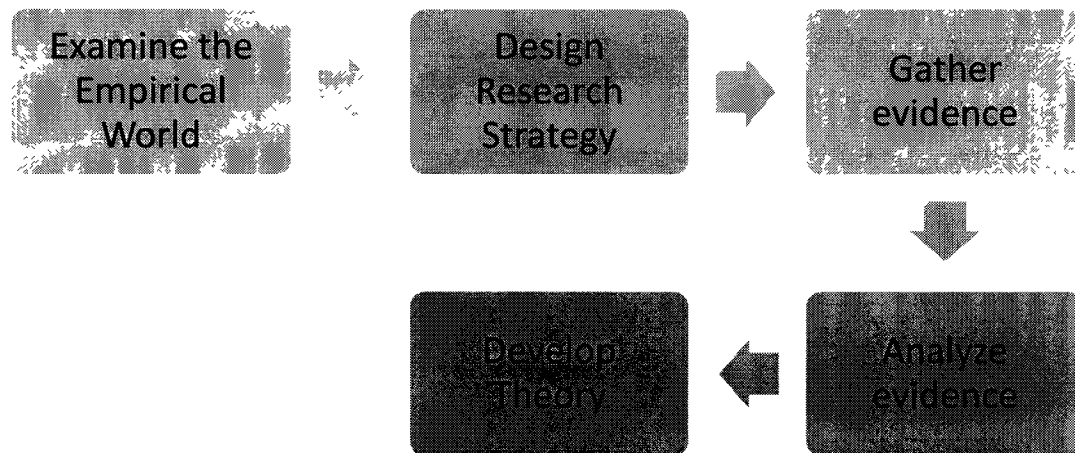 Examine the
Empirical
World
Design
Research
Strategy
Gather
evidence
Analyze
evidence
Develop
Theory